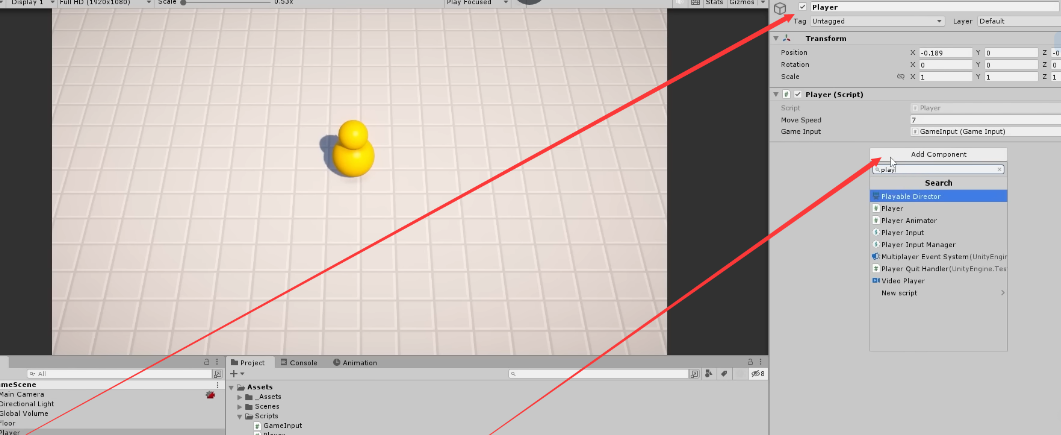 Display 1
Full HD (1920x1080)
Scale
0.53x
Play Focused
Stats
Gizmos
Player
Tag
Untagged
Layer
Default
Transform
Position
X
-0.189
Y
0
Z
-0
Rotation
X
0
Y
0
Z
0
Scale
X
1
Y
1
Z
1
Player (Script)
Script
Player
Move Speed
7
Game Input
GameInput (Game Input)
Add Component
play
Search
Playable Director
Player
Player Animator
Player Input
Player Input Manager
Multiplayer Event System(UnityEngin
Player Quit Handler(UnityEngine.Tes
Video Player
New script
All
meScene
Main Camera
Directional Light
Global Volume
Floor
Player
Project
Console
Animation
8
Assets
_Assets
Scenes
Scripts
GameInput
Player